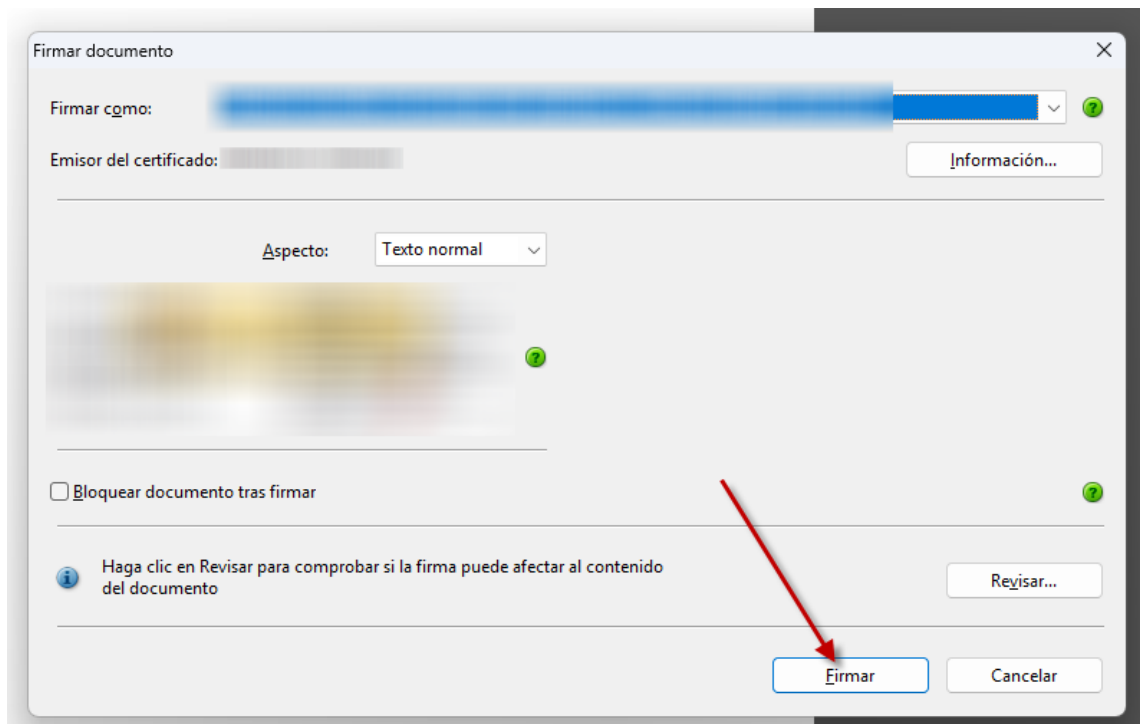 Firmar documento
Firmar como:
Emisor del certificado:
Información...
Aspecto: Texto normal
Bloquear documento tras firmar
Haga clic en Revisar para comprobar si la firma puede afectar al contenido
del documento
Revisar...
Firmar Cancelar